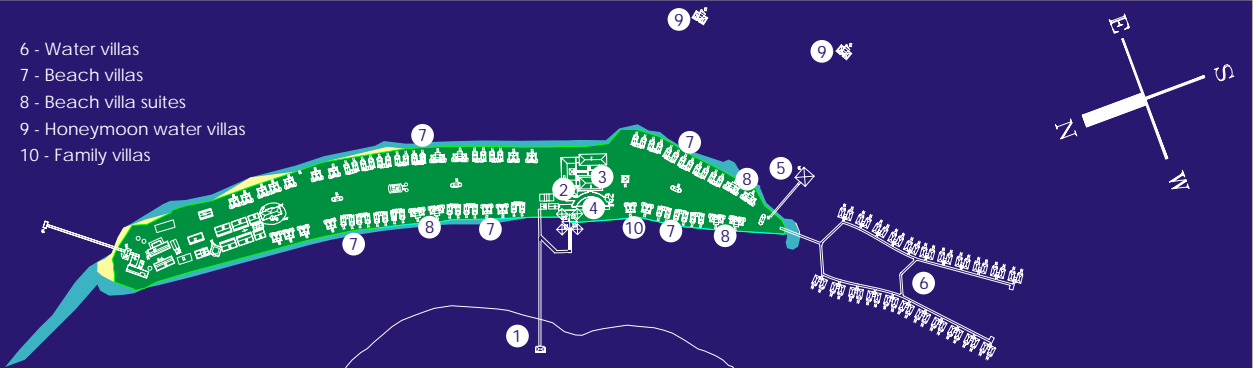 6 - Water villas
7 - Beach villas
8 - Beach villa suites
9 - Honeymoon water villas
10 - Family villas
9
9
E
S
N
W
7
7
5
8
3
2
4
7
8
7
10
7
8
6
1